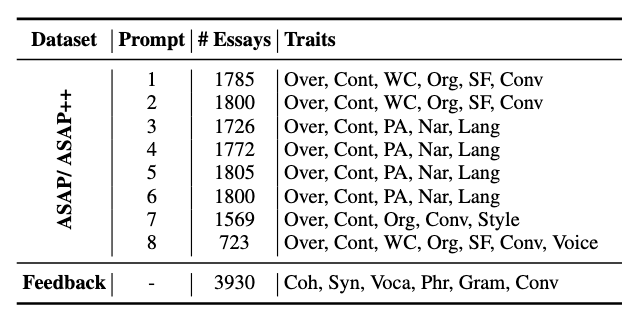 Dataset Prompt # Essays Traits
ASAP/ ASAP++
1 1785 Over, Cont, WC, Org, SF, Conv
2 1800 Over, Cont, WC, Org, SF, Conv
3 1726 Over, Cont, PA, Nar, Lang
4 1772 Over, Cont, PA, Nar, Lang
5 1805 Over, Cont, PA, Nar, Lang
6 1800 Over, Cont, PA, Nar, Lang
7 1569 Over, Cont, Org, Conv, Style
8 723 Over, Cont, WC, Org, SF, Conv, Voice
Feedback - 3930 Coh, Syn, Voca, Phr, Gram, Conv